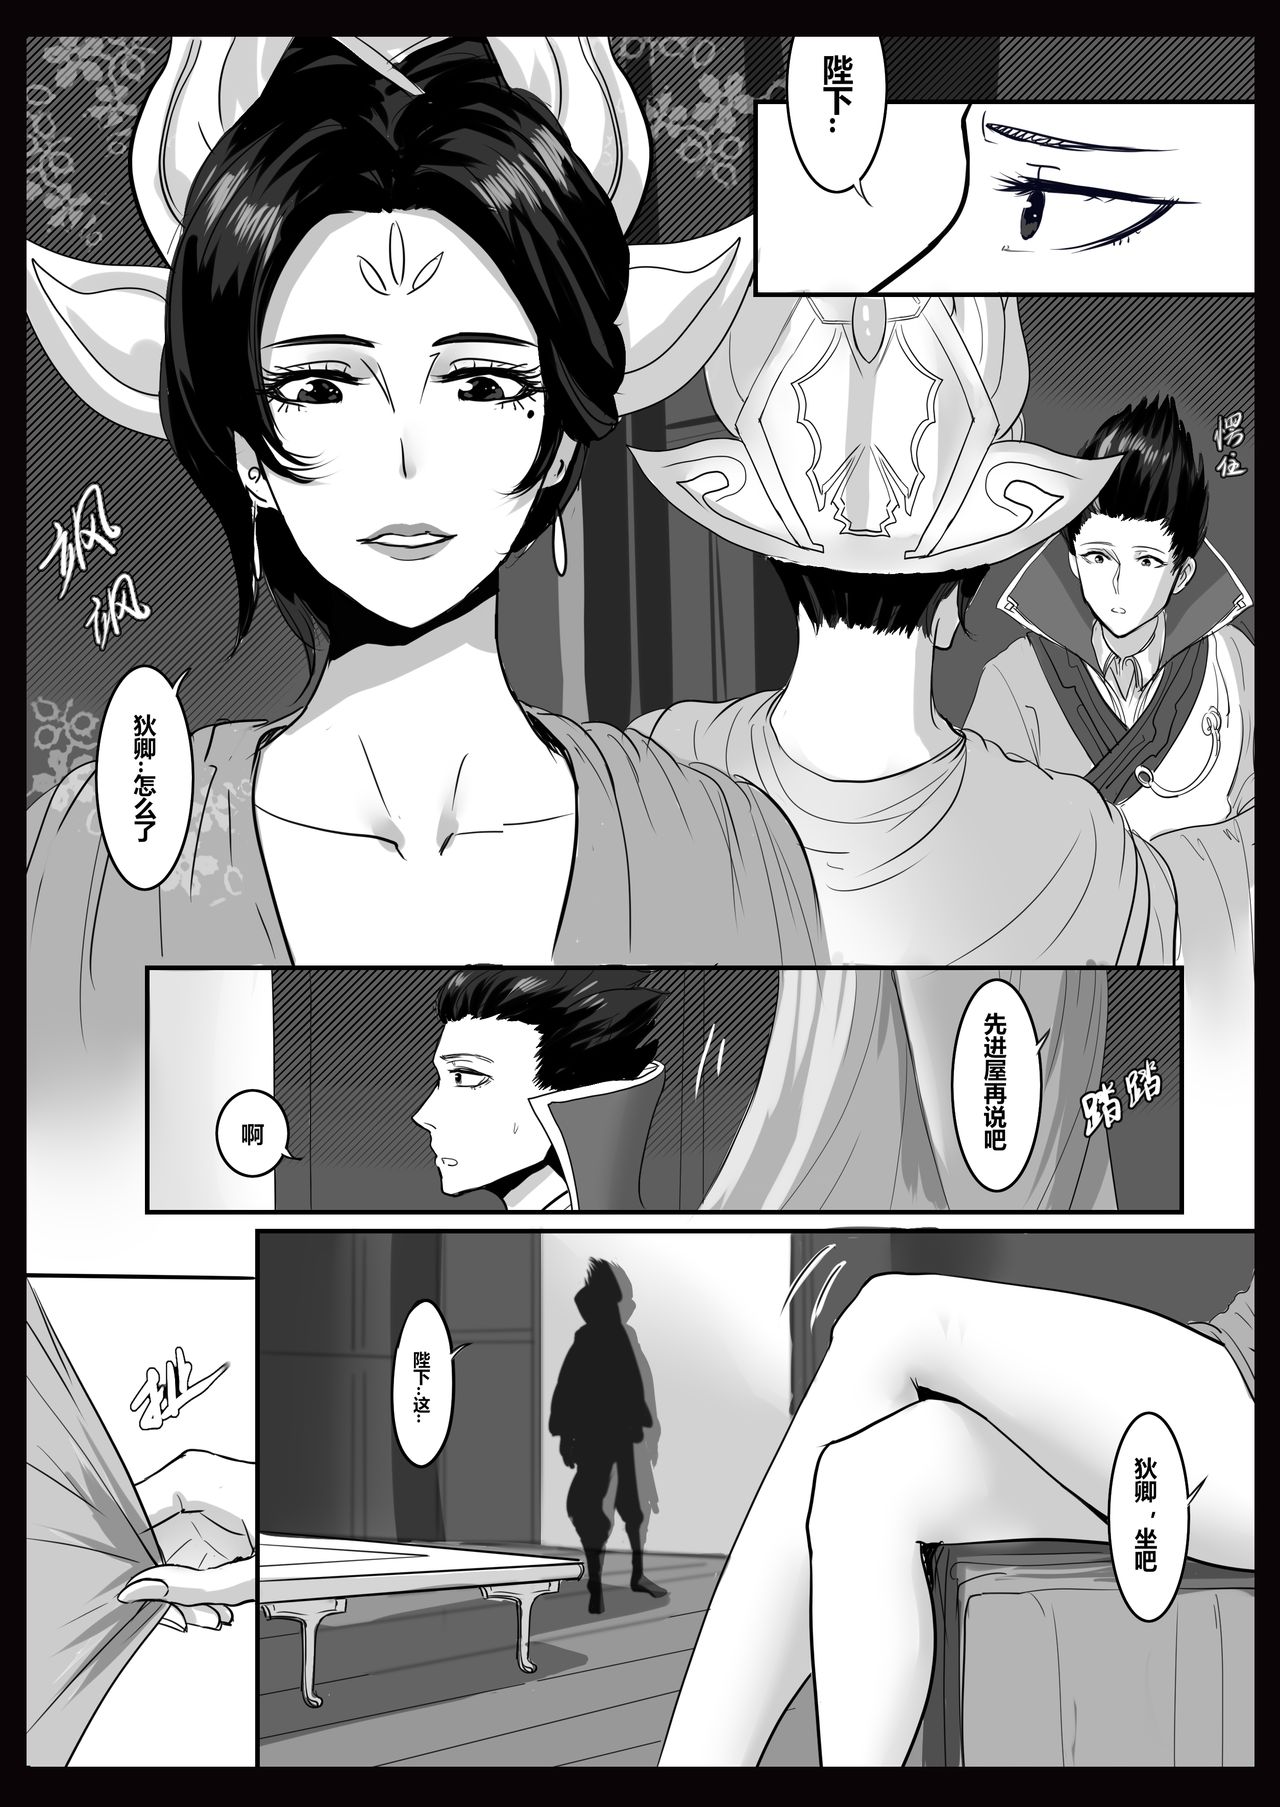 陛下…
愣住
飒飒
狄卿…怎么了
先进屋再说吧
踏踏
啊
扯
陛下…这…
狄卿，坐吧